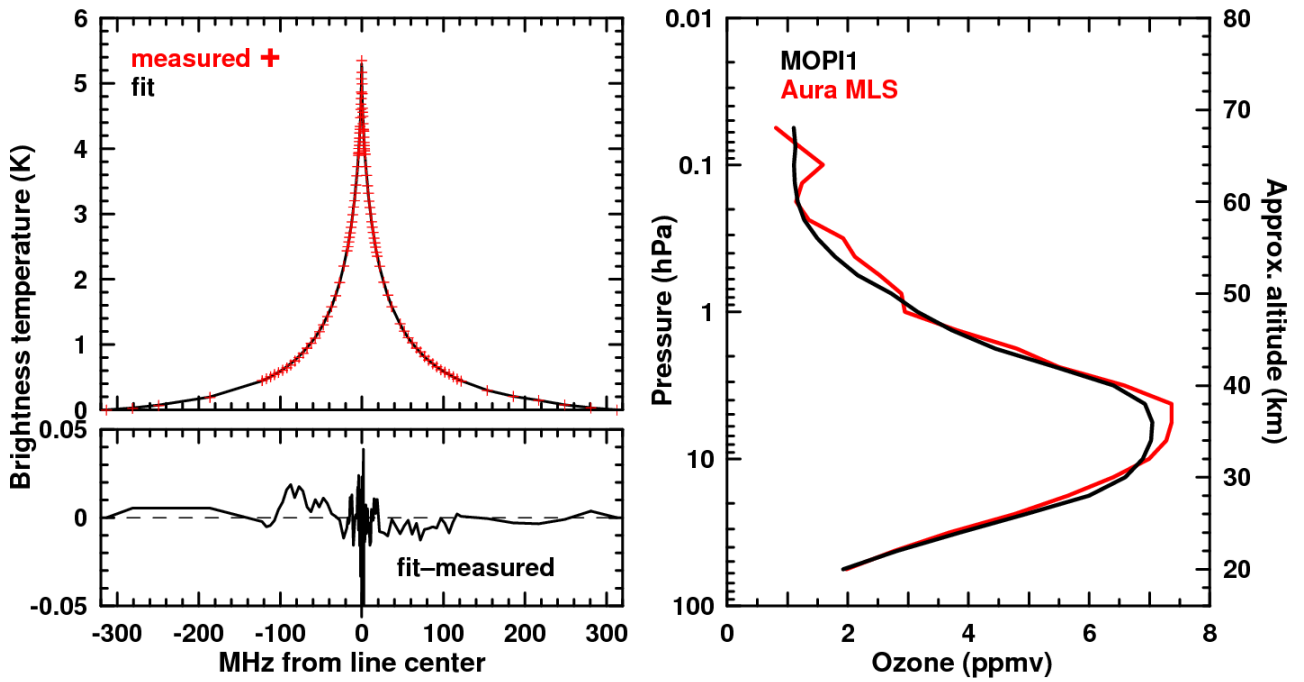 6
5
4
3
2
1
0
measured +
fit
Brightness temperature (K)
0.05
0
-0.05
fit–measured
-300 -200 -100 0 100 200 300
MHz from line center
0.01
0.1
1
10
100
Pressure (hPa)
MOPI1
Aura MLS
80
70
60
50
40
30
20
Approx. altitude (km)
0 2 4 6 8
Ozone (ppmv)